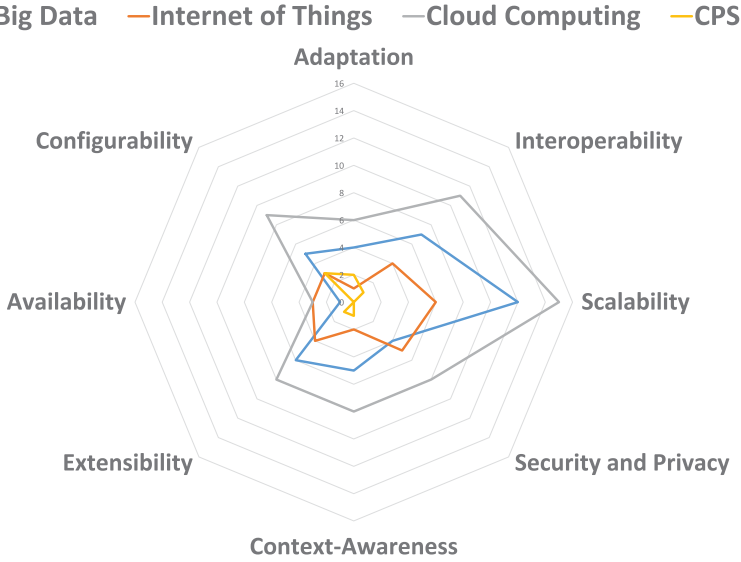 Big Data Internet of Things Cloud Computing CPS
Adaptation
16
14
Configurability Interoperability
12
10
8
6
4
2
Availability 0 Scalability
Extensibility Security and Privacy
Context-Awareness